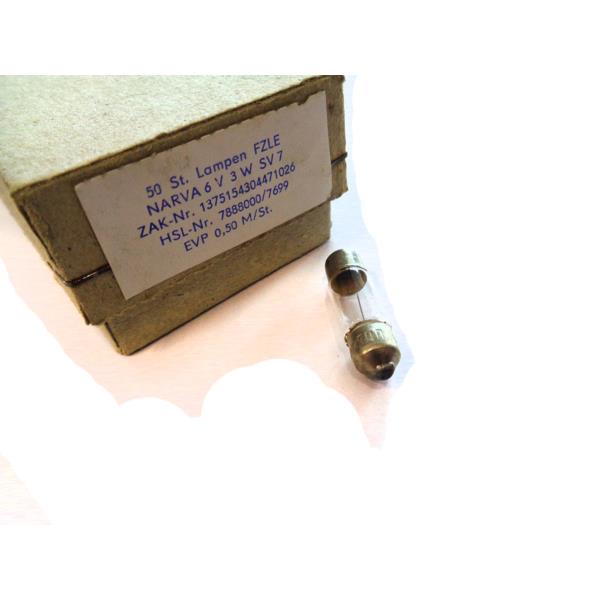 50 St. Lampen FZLE
NARVA 6 V 3 W SV 7
ZAK-Nr. 1375154304471026
HSL-Nr. 7888000/7699
EVP 0,50 M/St.